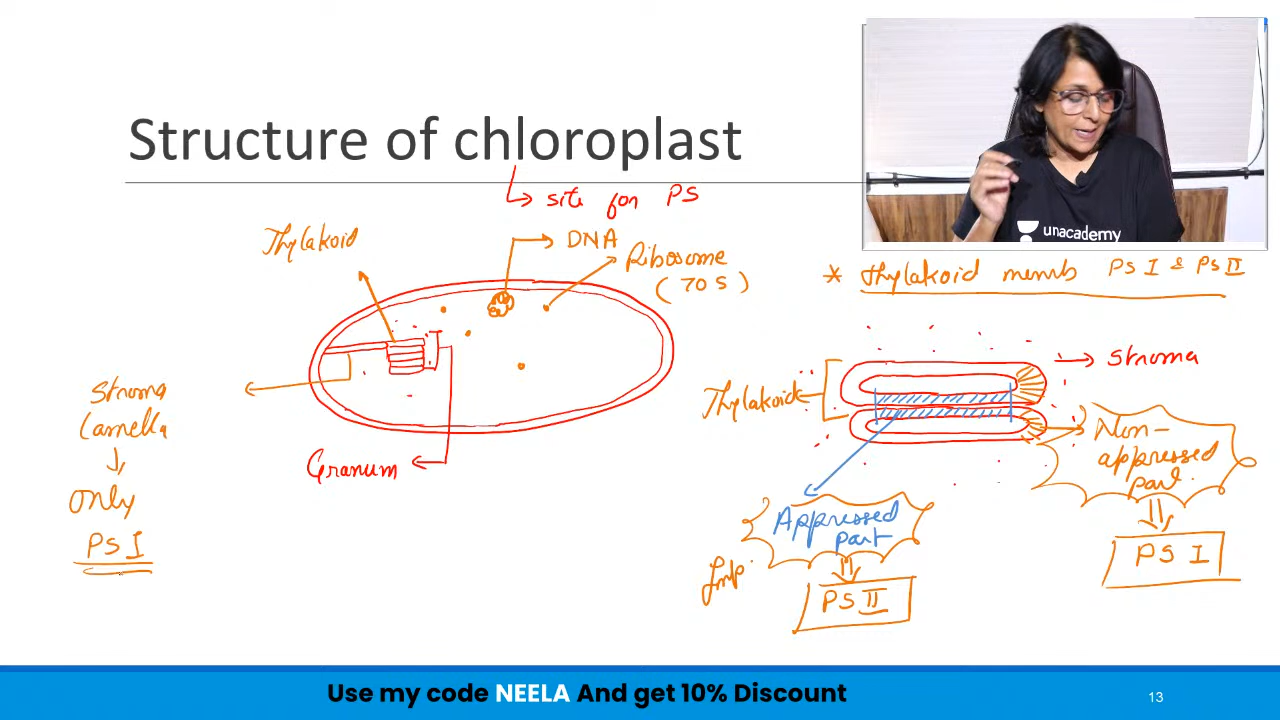 Structure of chloroplast
site for PS
unacademy
Thylakoid
DNA
Ribosome
(70 S)
* thylakoid memb PS I & PS II
Stroma
Stroma
Lamella
Only
PS I
Granum
Thylakoid
Non-
appressed
part.
PS I
Appressed
part
Imp
PS II
Use my code NEELA And get 10% Discount
13